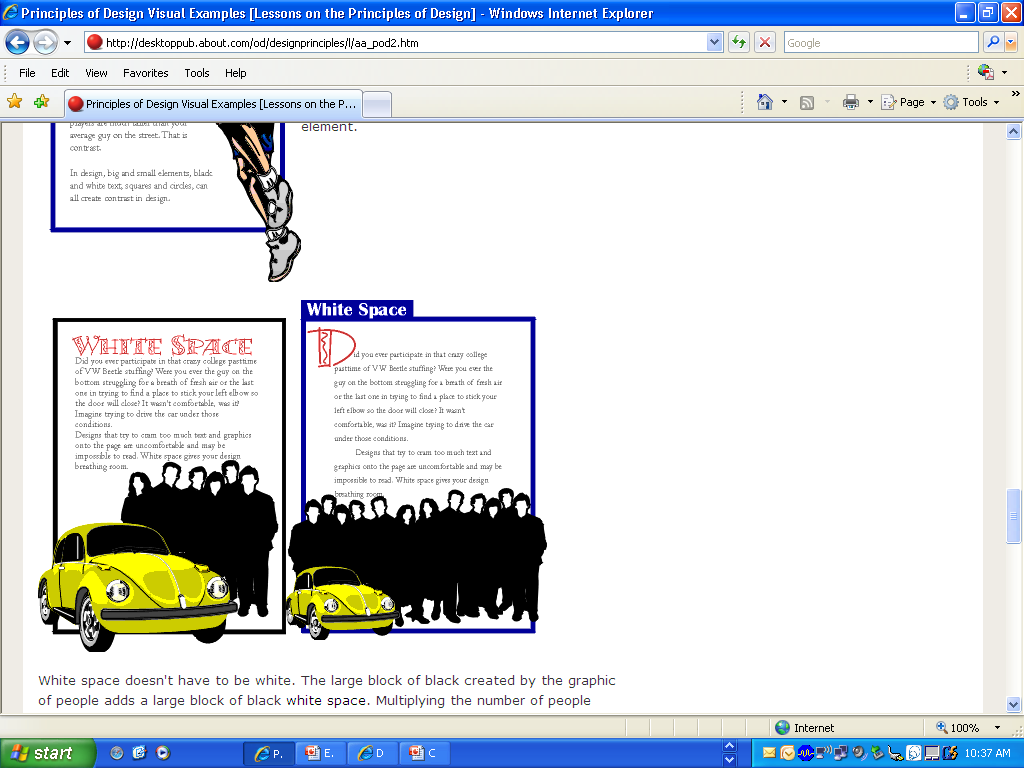 Principles of Design Visual Examples [Lessons on the Principles of Design] - Windows Internet Explorer
http://desktoppub.about.com/od/designprinciples/l/aa_pod2.htm
Google
File Edit View Favorites Tools Help
Principles of Design Visual Examples [Lessons on the P...
Page Tools
players are much taller than your
average guy on the street. That is
contrast.
In design, big and small elements, black
and white text, squares and circles, can
all create contrast in design.
element.
White Space
Did you ever participate in that crazy college pasttime
of VW Beetle stuffing? Were you ever the guy on the
bottom struggling for a breath of fresh air or the last
one in trying to find a place to stick your left elbow so
the door will close? It wasn't comfortable, was it?
Imagine trying to drive the car under those
conditions.
Designs that try to cram too much text and graphics
onto the page are uncomfortable and may be
impossible to read. White space gives your design
breathing room.
White Space
Did you ever participate in that crazy college
pasttime of VW Beetle stuffing? Were you ever the
guy on the bottom struggling for a breath of fresh air
or the last one in trying to find a place to stick your
left elbow so the door will close? It wasn't
comfortable, was it? Imagine trying to drive the car
under those conditions.
Designs that try to cram too much text and
graphics onto the page are uncomfortable and may be
impossible to read. White space gives your design
breathing room.
White space doesn't have to be white. The large block of black created by the graphic
of people adds a large block of black white space. Multiplying the number of people
Internet 100%
start P. E. D C 10:37 AM